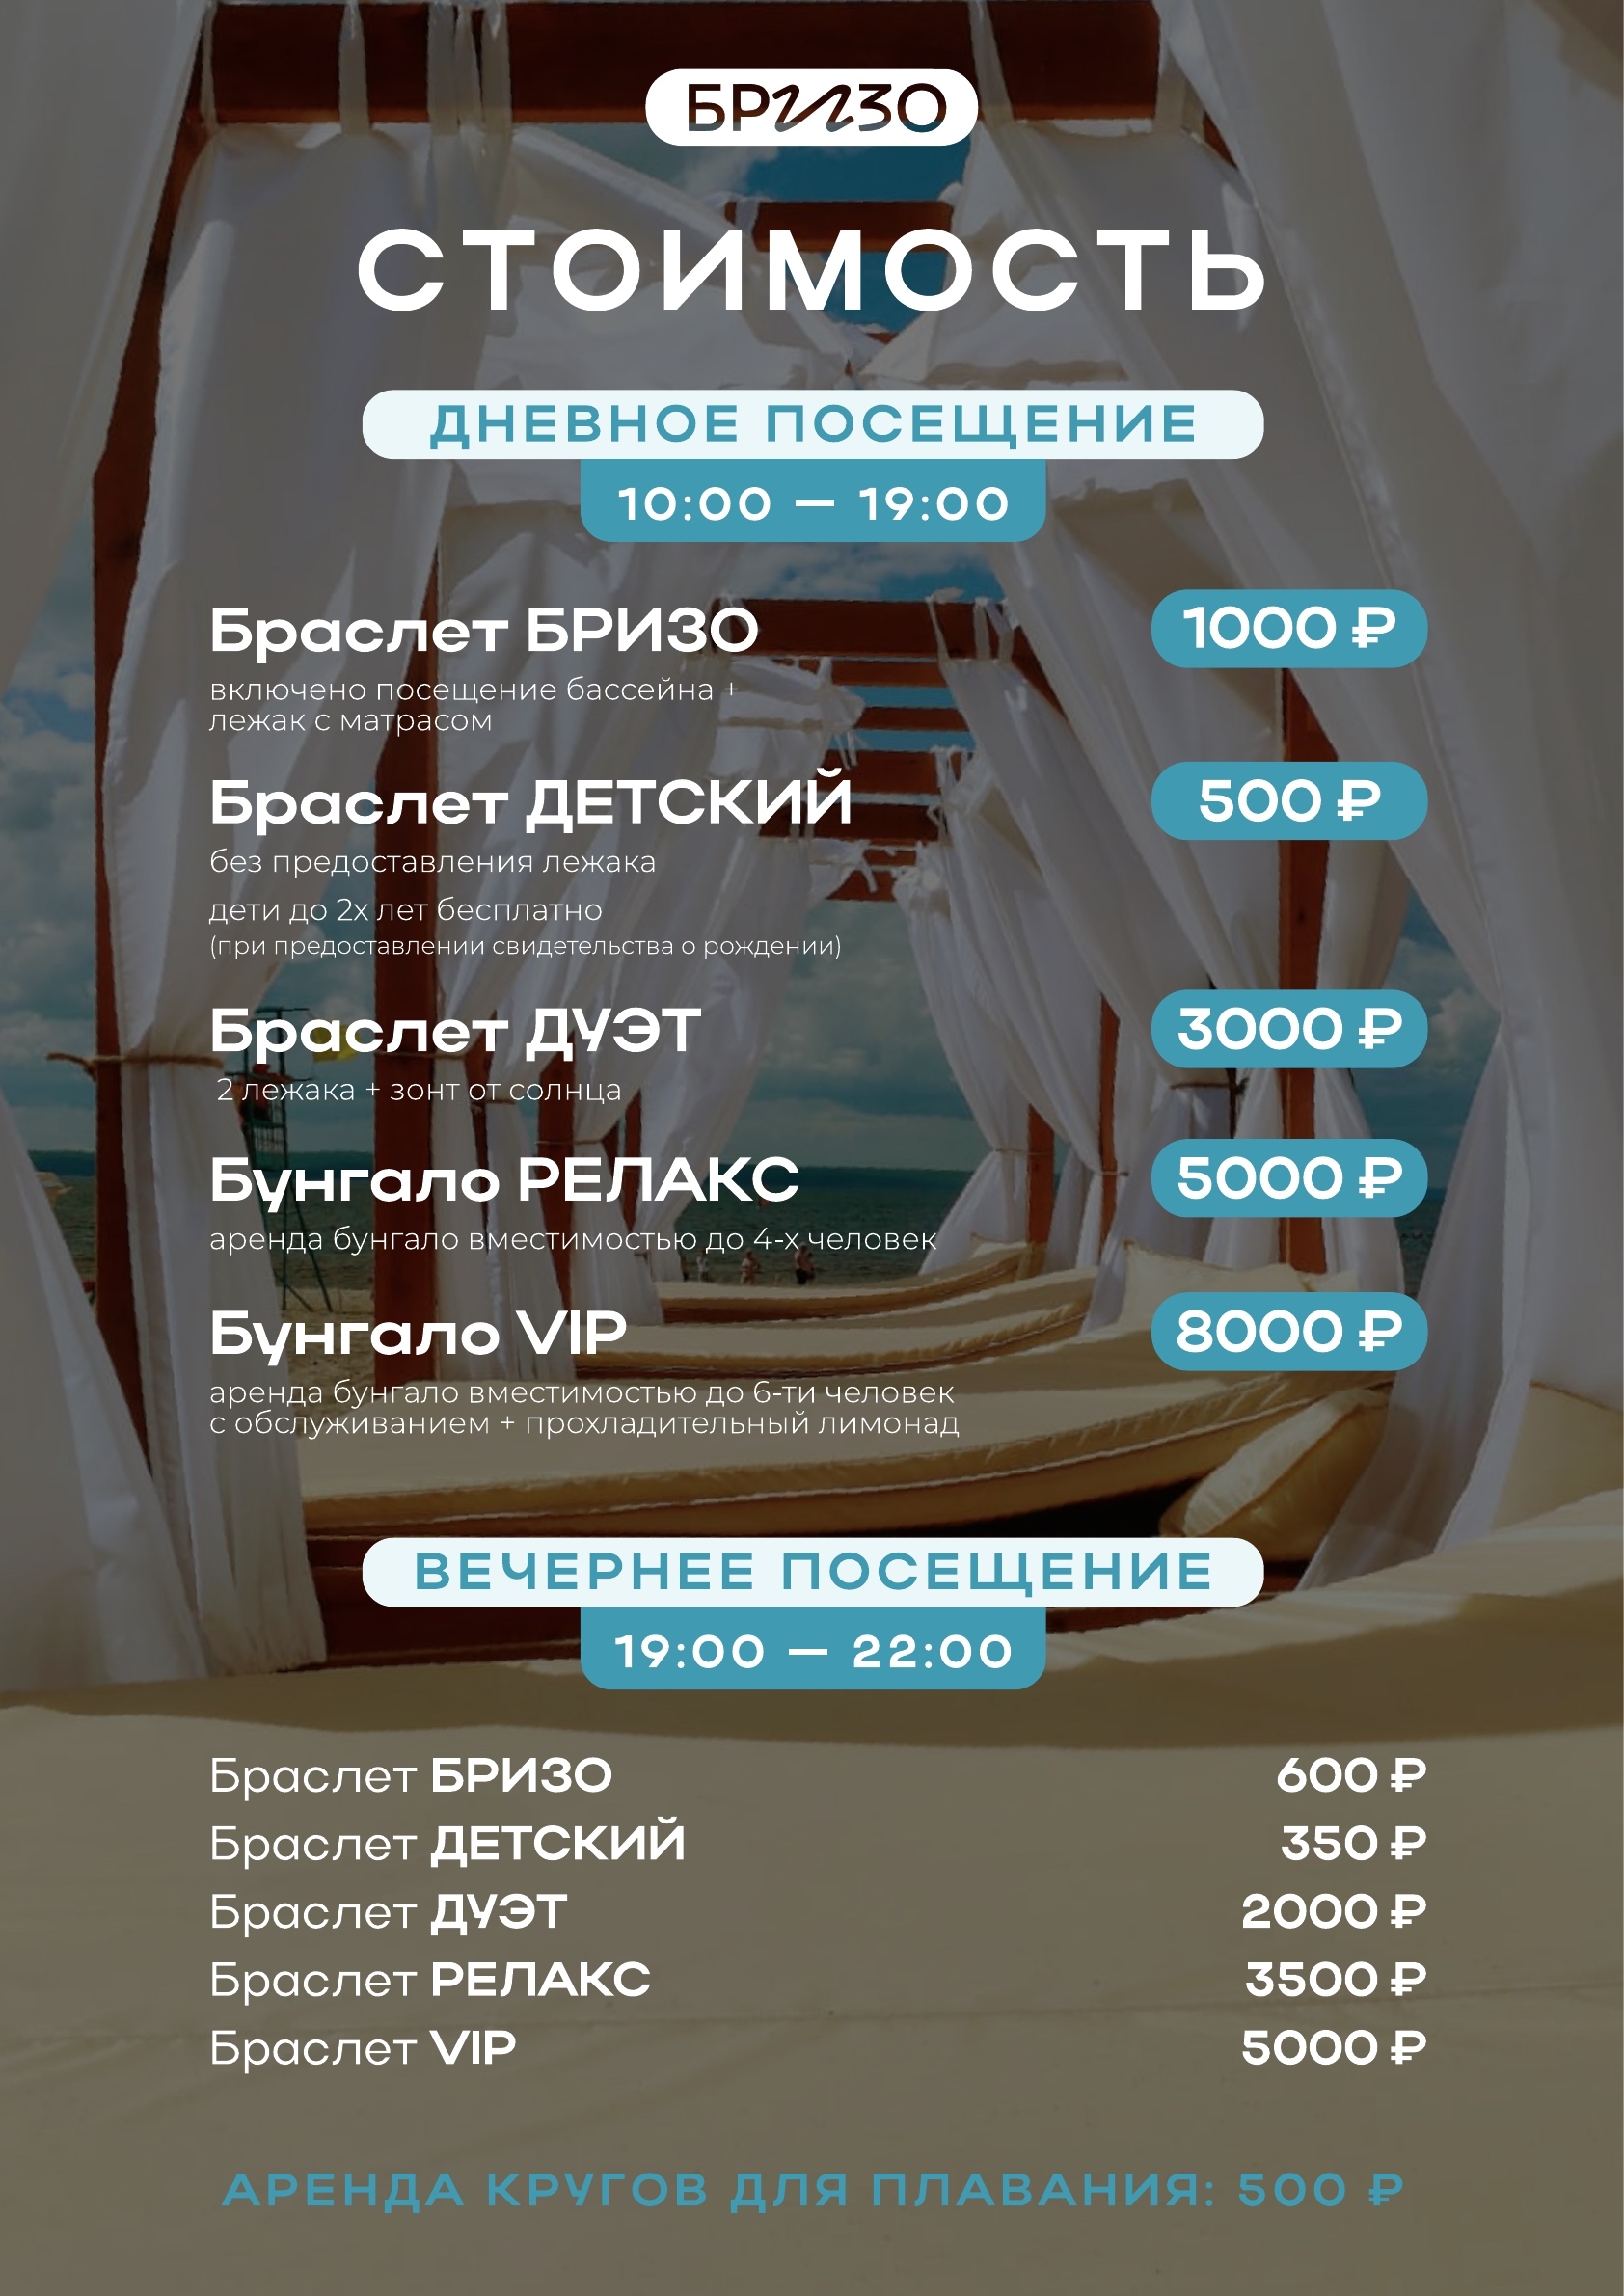 БРИЗО
СТОИМОСТЬ
ДНЕВНОЕ ПОСЕЩЕНИЕ
10:00 — 19:00
Браслет БРИЗО 1000 ₽
включено посещение бассейна +
лежак с матрасом
Браслет ДЕТСКИЙ 500 ₽
без предоставления лежака
дети до 2х лет бесплатно
(при предоставлении свидетельства о рождении)
Браслет ДУЭТ 3000 ₽
2 лежака + зонт от солнца
Бунгало РЕЛАКС 5000 ₽
аренда бунгало вместимостью до 4-х человек
Бунгало VIP 8000 ₽
аренда бунгало вместимостью до 6-ти человек
с обслуживанием + прохладительный лимонад
ВЕЧЕРНЕЕ ПОСЕЩЕНИЕ
19:00 — 22:00
Браслет БРИЗО 600 ₽
Браслет ДЕТСКИЙ 350 ₽
Браслет ДУЭТ 2000 ₽
Браслет РЕЛАКС 3500 ₽
Браслет VIP 5000 ₽
АРЕНДА КРУГОВ ДЛЯ ПЛАВАНИЯ: 500 ₽